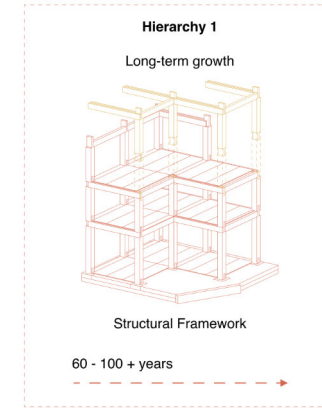 Hierarchy 1
Long-term growth
Structural Framework
60 - 100 + years